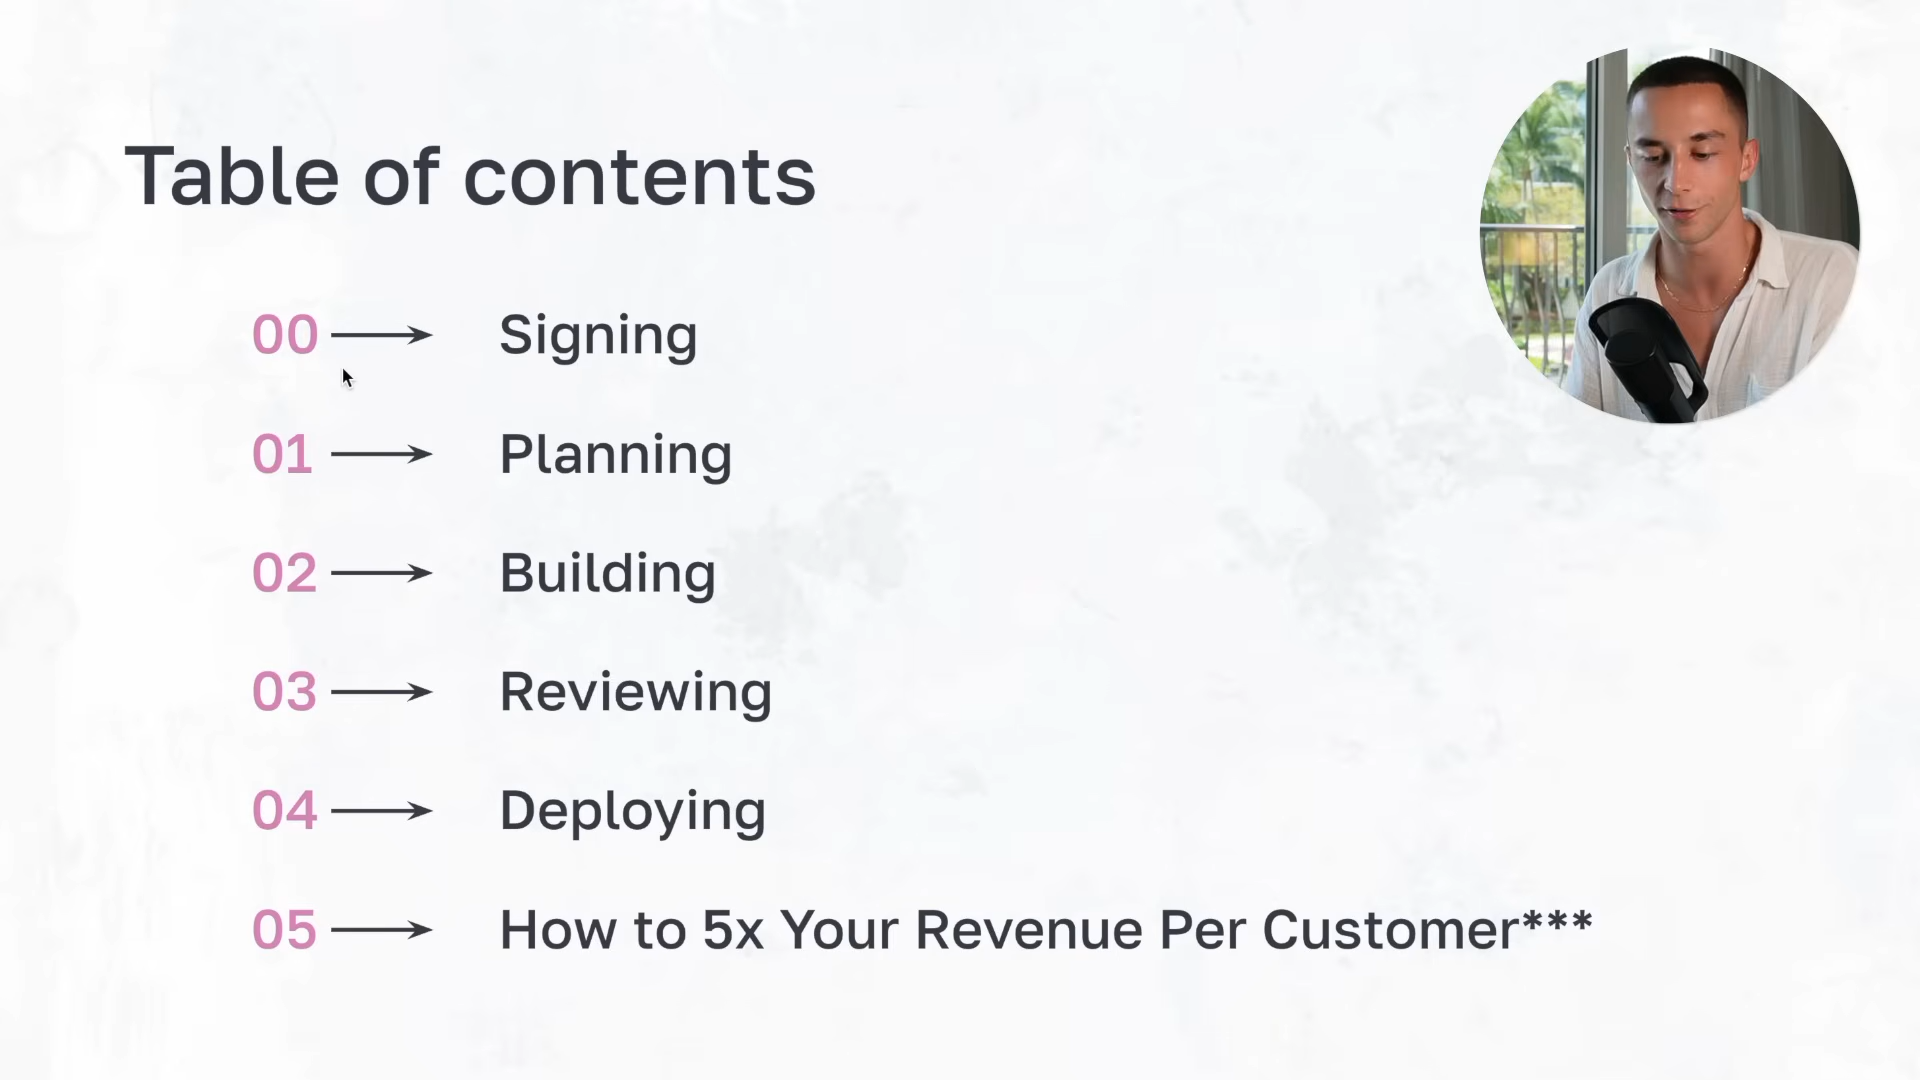 Table of contents
00 Signing
01 Planning
02 Building
03 Reviewing
04 Deploying
05 How to 5x Your Revenue Per Customer***